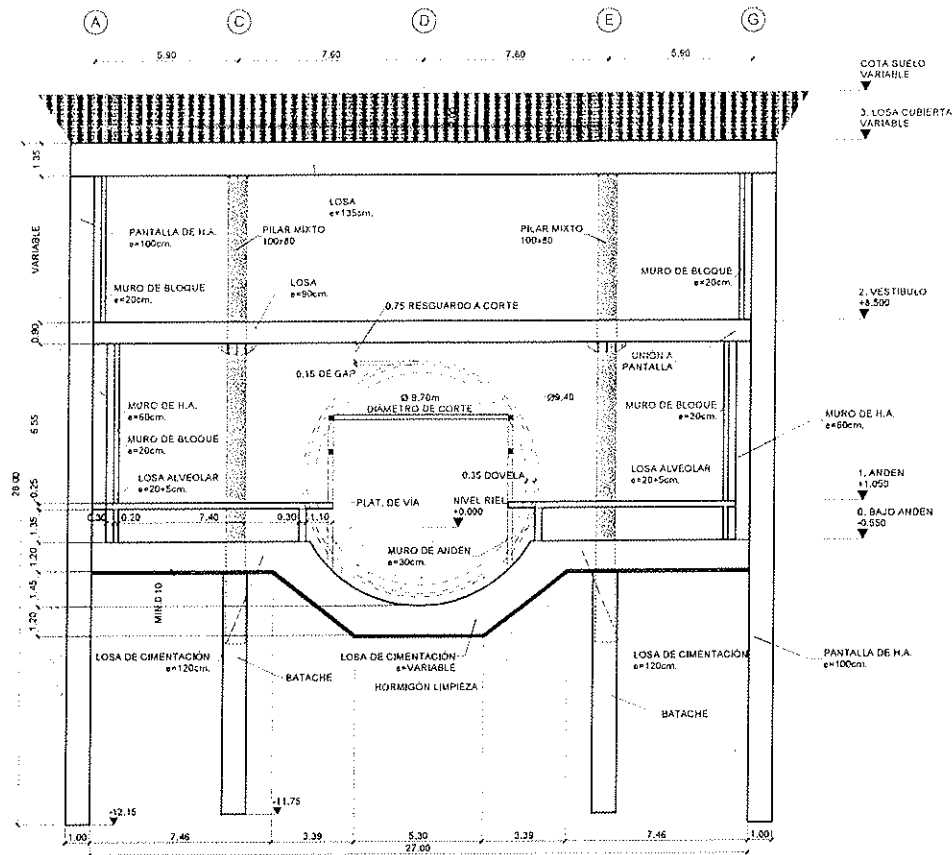 A C D E G
5.90 7.60 7.60 5.90
COTA SUELO
VARIABLE
3. LOSA CUBIERTA
VARIABLE
1.35
LOSA
e=135cm.
PANTALLA DE H.A.
e=100cm.
PILAR MIXTO
100x80
PILAR MIXTO
100x80
VARIABLE
MURO DE BLOQUE
e=20cm.
LOSA
e=90cm.
MURO DE BLOQUE
e=20cm.
0.75 RESGUARDO A CORTE
2. VESTÍBULO
+8.500
0.90
0.15 DE GAP
UNIÓN A
PANTALLA
Ø 9.70m
DIÁMETRO DE CORTE
Ø9.40
MURO DE H.A.
e=60cm.
MURO DE BLOQUE
e=20cm.
MURO DE BLOQUE
e=20cm.
MURO DE H.A.
e=60cm.
6.55
LOSA ALVEOLAR
e=20+5cm.
LOSA ALVEOLAR
e=20+5cm.
0.35 DOVELA
28.00
0.25
PLAT. DE VÍA
NIVEL RIEL
+0.000
1. ANDEN
+1.050
0. BAJO ANDEN
-0.550
0.30 0.20 7.40 0.30 1.10
1.35
1.20
MURO DE ANDEN
e=30cm.
1.45
MIN.0.10
1.20
LOSA DE CIMENTACIÓN
e=120cm.
LOSA DE CIMENTACIÓN
e=VARIABLE
LOSA DE CIMENTACIÓN
e=120cm.
PANTALLA DE H.A.
e=100cm.
BATACHE
HORMIGÓN LIMPIEZA
BATACHE
-12.15
-11.75
1.00 7.46 3.39 5.30 3.39 7.46 1.00
27.00